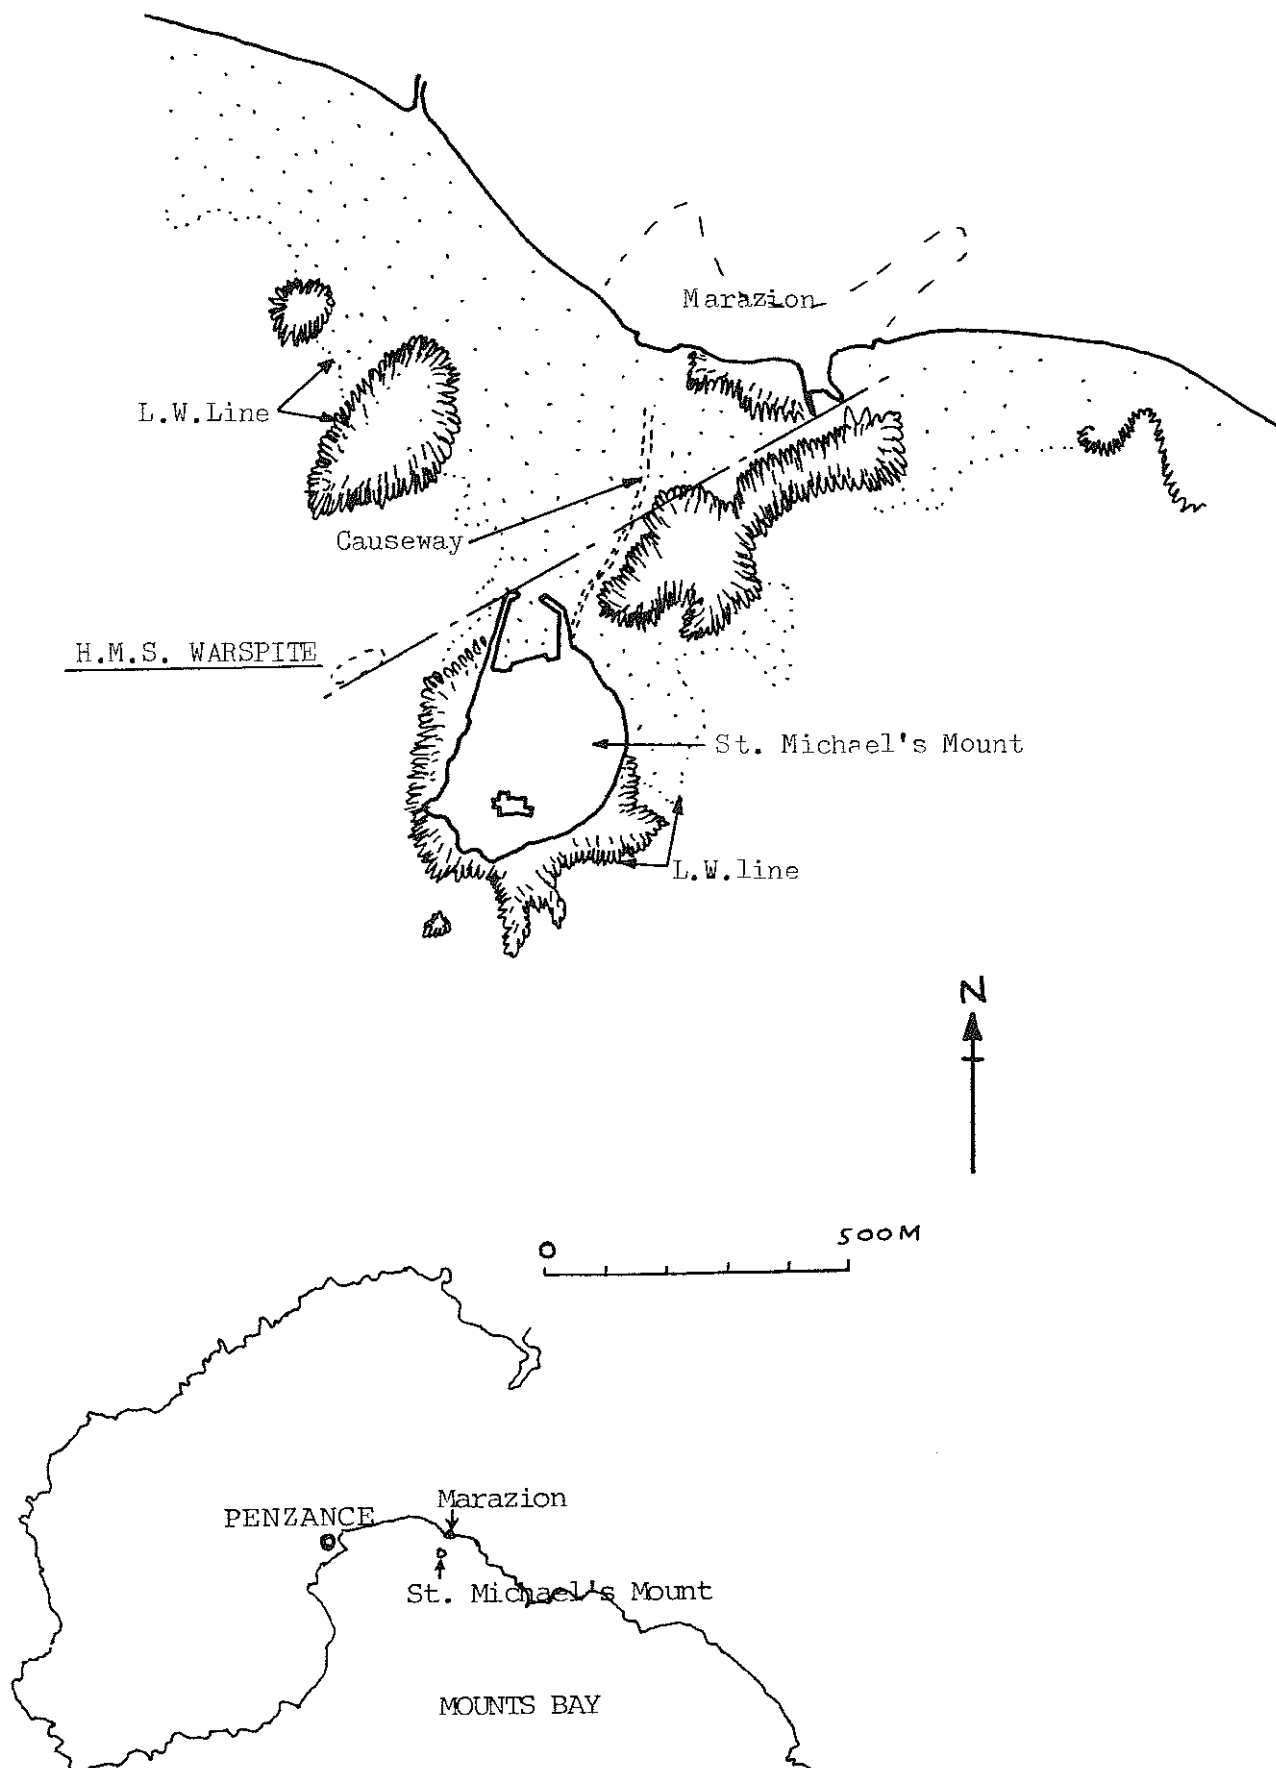 Marazion
L.W.Line
Causeway
H.M.S. WARSPITE
St. Michael's Mount
L.W.line
N
0 500M
Marazion
PENZANCE
St. Michael's Mount
MOUNTS BAY